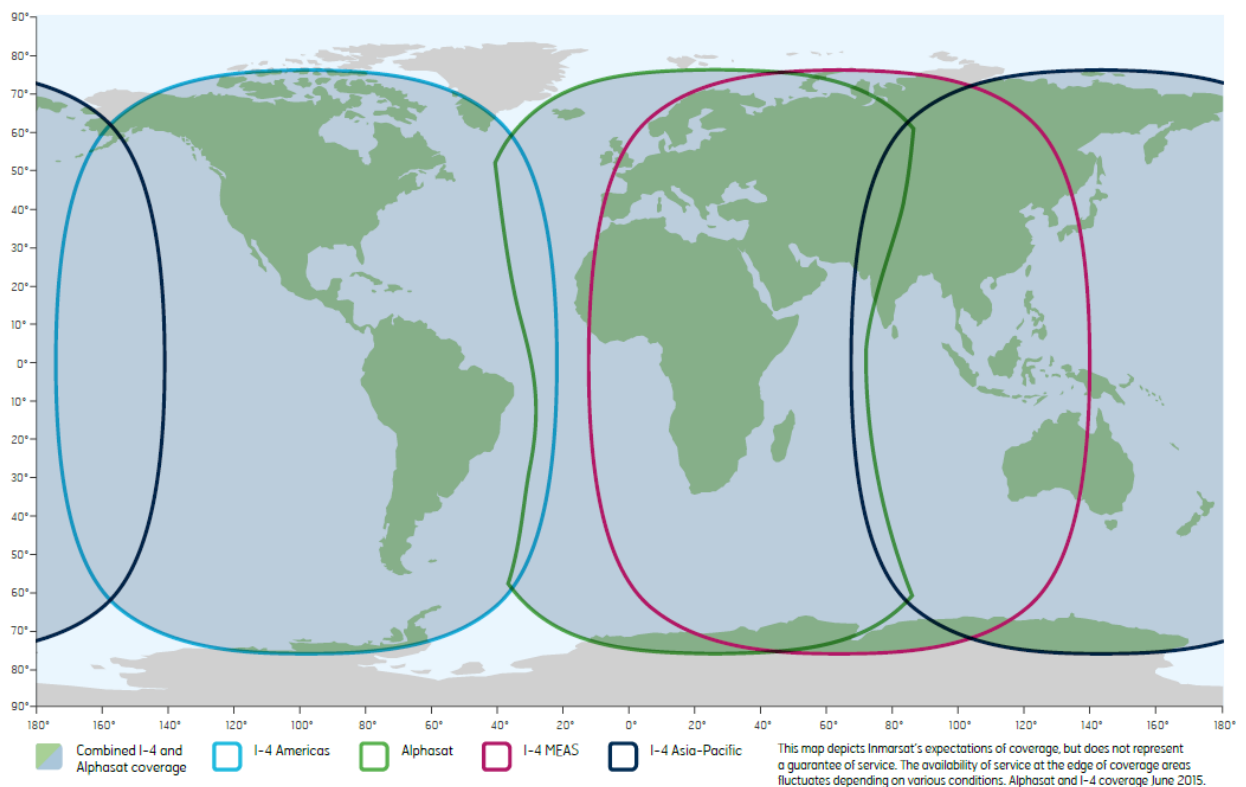 90°
80°
70°
60°
50°
40°
30°
20°
10°
0°
10°
20°
30°
40°
50°
60°
70°
80°
90°
180° 160° 140° 120° 100° 80° 60° 40° 20° 0° 20° 40° 60° 80° 100° 120° 140° 160° 180°
Combined I-4 and
Alphasat coverage
I-4 Americas
Alphasat
I-4 MEAS
I-4 Asia-Pacific
This map depicts Inmarsat's expectations of coverage, but does not represent
a guarantee of service. The availability of service at the edge of coverage areas
fluctuates depending on various conditions. Alphasat and I-4 coverage June 2015.